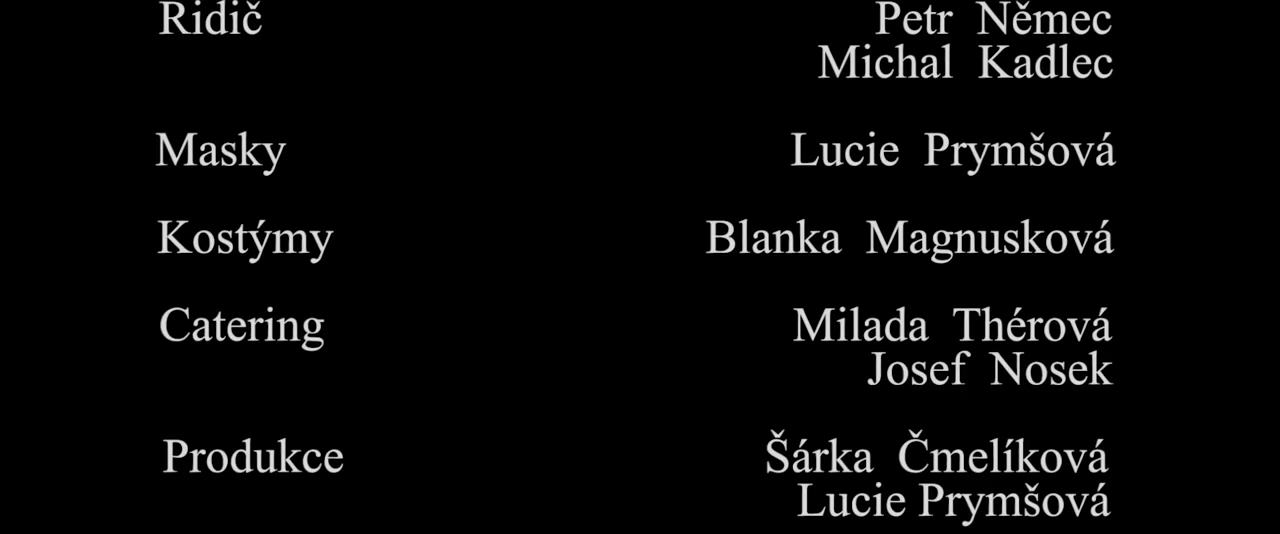 Řidič Petr Němec
Michal Kadlec
Masky Lucie Prymšová
Kostýmy Blanka Magnusková
Catering Milada Thérová
Josef Nosek
Produkce Šárka Čmelíková
Lucie Prymšová